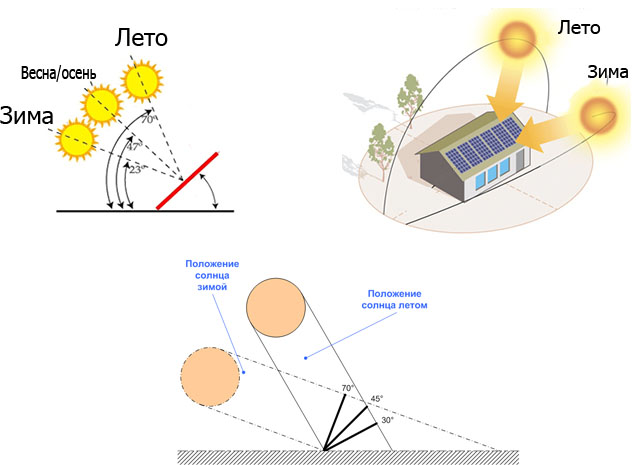 Лето
Весна/осень
Зима
70°
47°
23°
Лето
Зима
Положение
солнца
зимой
Положение
солнца летом
70°
45°
30°